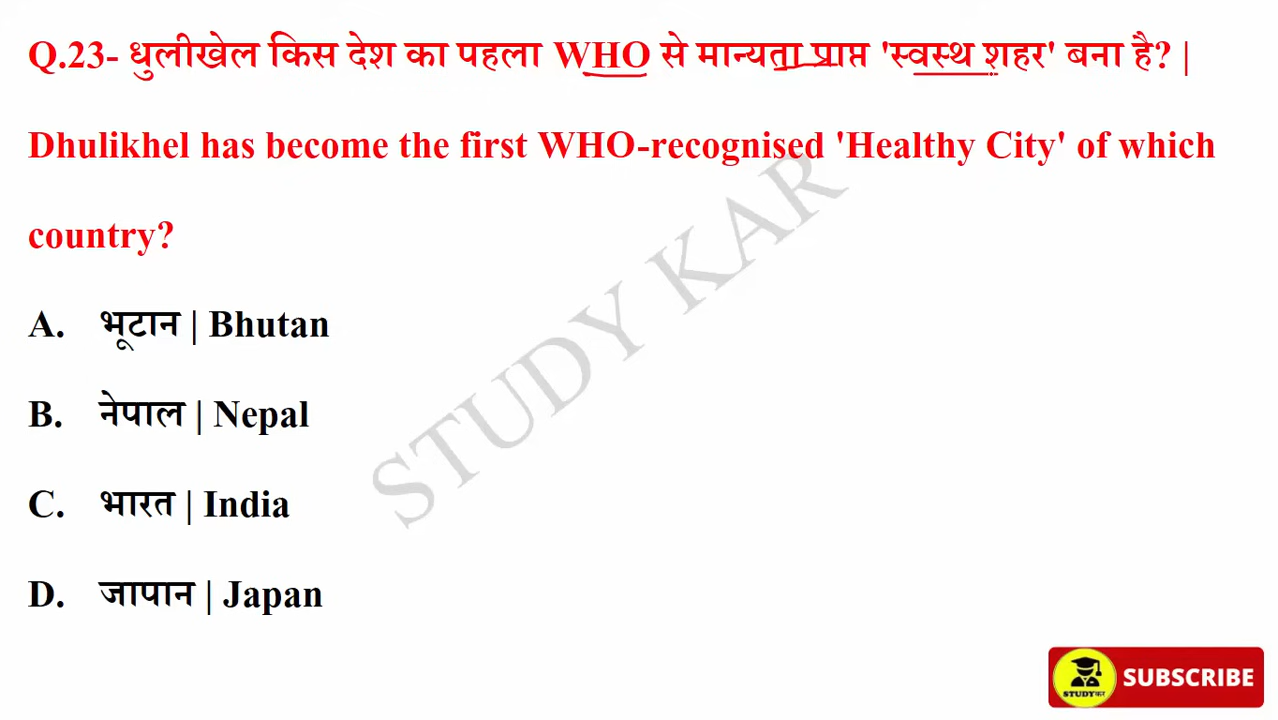 Q.23- धुलीखेल किस देश का पहला WHO से मान्यता प्राप्त 'स्वस्थ शहर' बना है? |
Dhulikhel has become the first WHO-recognised 'Healthy City' of which
country?
A. भूटान | Bhutan
B. नेपाल | Nepal
C. भारत | India
D. जापान | Japan
STUDY KAR
STUDYकर
SUBSCRIBE